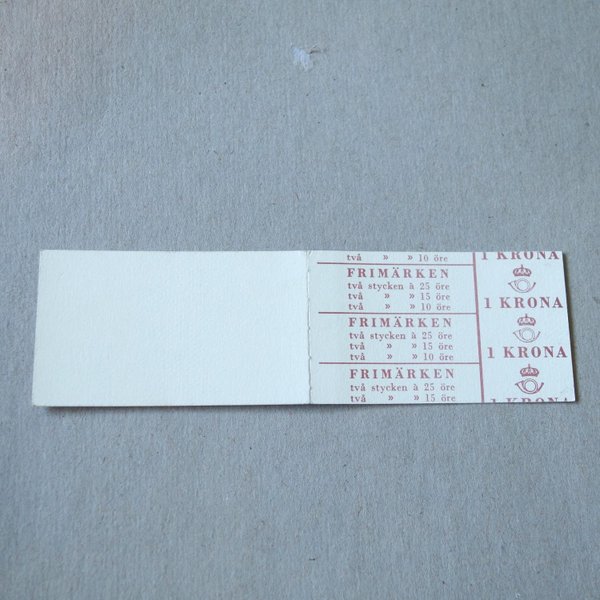 två » » 10 öre
FRIMÄRKEN
två stycken à 25 öre
två » » 15 öre
två » » 10 öre
FRIMÄRKEN
två stycken à 25 öre
två » » 15 öre
två » » 10 öre
FRIMÄRKEN
två stycken à 25 öre
två » » 15 öre
1 KRONA
1 KRONA
1 KRONA
1 KRONA